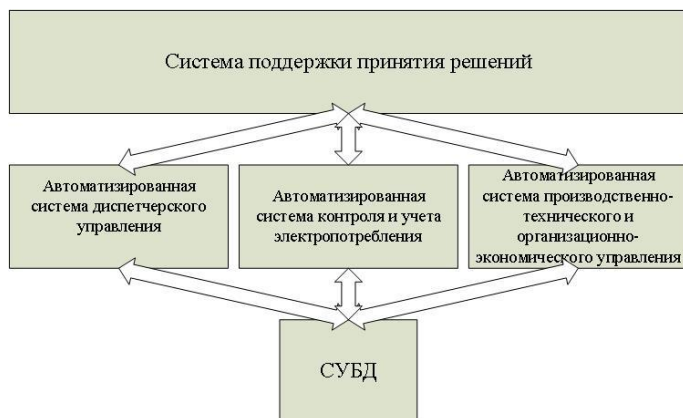 Система поддержки принятия решений
Автоматизированная
система диспетчерского
управления
Автоматизированная
система контроля и учета
электропотребления
Автоматизированная
система производственно-
технического и
организационно-
экономического управления
СУБД